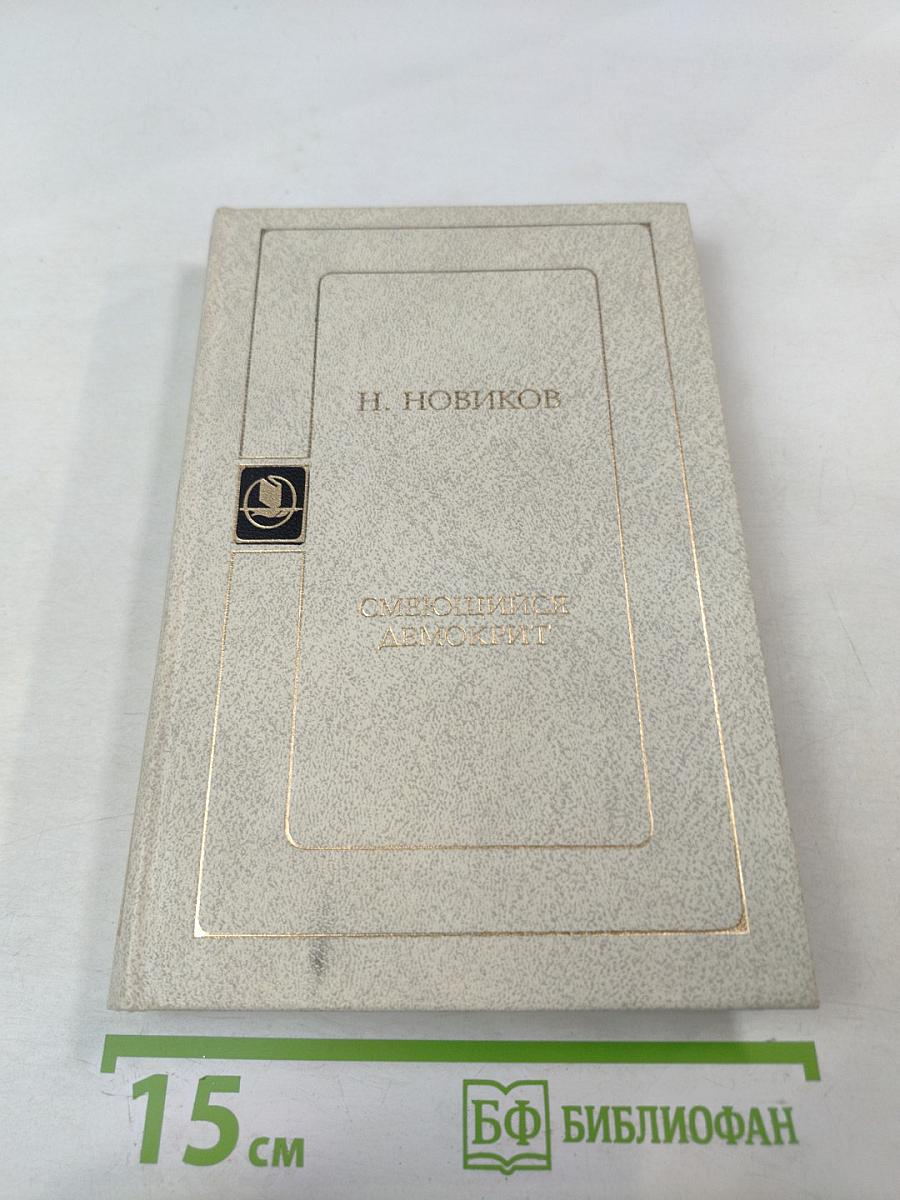 Н. НОВИКОВ
СМЕЮЩИЙСЯ
ДЕМОКРИТ
15 см
БФ БИБЛИОФАН